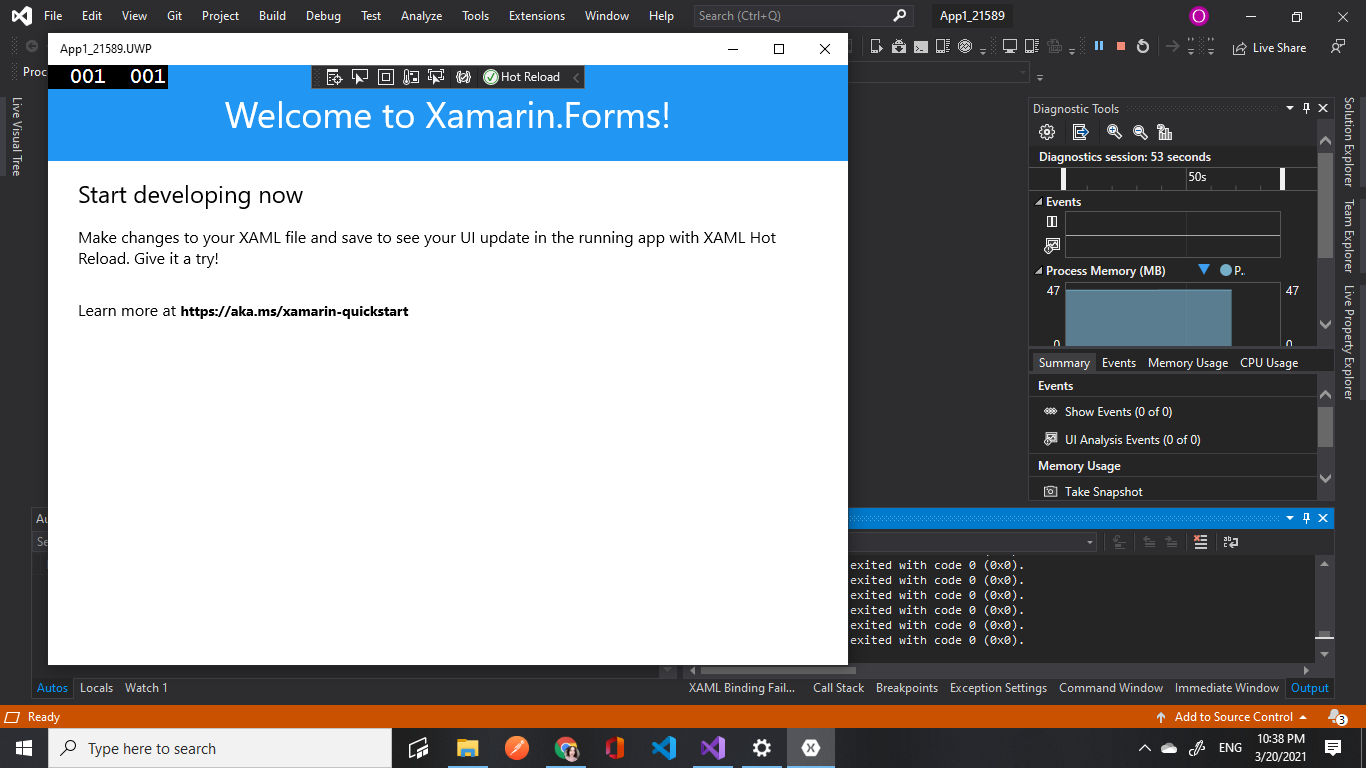 File Edit View Git Project Build Debug Test Analyze Tools Extensions Window Help Search (Ctrl+Q) App1_21589 O
App1_21589.UWP
Live Share
Proc
001 001
Hot Reload
Welcome to Xamarin.Forms!
Start developing now
Make changes to your XAML file and save to see your UI update in the running app with XAML Hot
Reload. Give it a try!
Learn more at https://aka.ms/xamarin-quickstart
Live Visual Tree
Diagnostic Tools
Diagnostics session: 53 seconds
50s
Events
Process Memory (MB) P..
47 47
0 0
Summary Events Memory Usage CPU Usage
Events
Show Events (0 of 0)
UI Analysis Events (0 of 0)
Memory Usage
Take Snapshot
Solution Explorer
Team Explorer
Live Property Explorer
Au
Se
exited with code 0 (0x0).
exited with code 0 (0x0).
exited with code 0 (0x0).
exited with code 0 (0x0).
exited with code 0 (0x0).
exited with code 0 (0x0).
Autos Locals Watch 1
XAML Binding Fail... Call Stack Breakpoints Exception Settings Command Window Immediate Window Output
Ready
Add to Source Control 3
Type here to search
ENG
10:38 PM
3/20/2021